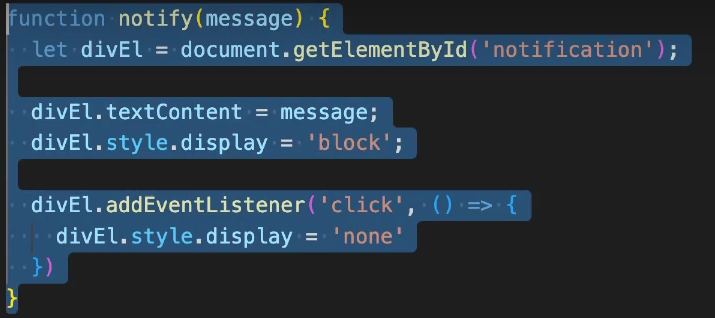 function notify(message) {
  let divEl = document.getElementById('notification');

  divEl.textContent = message;
  divEl.style.display = 'block';

  divEl.addEventListener('click', () => {
    divEl.style.display = 'none'
  })
}